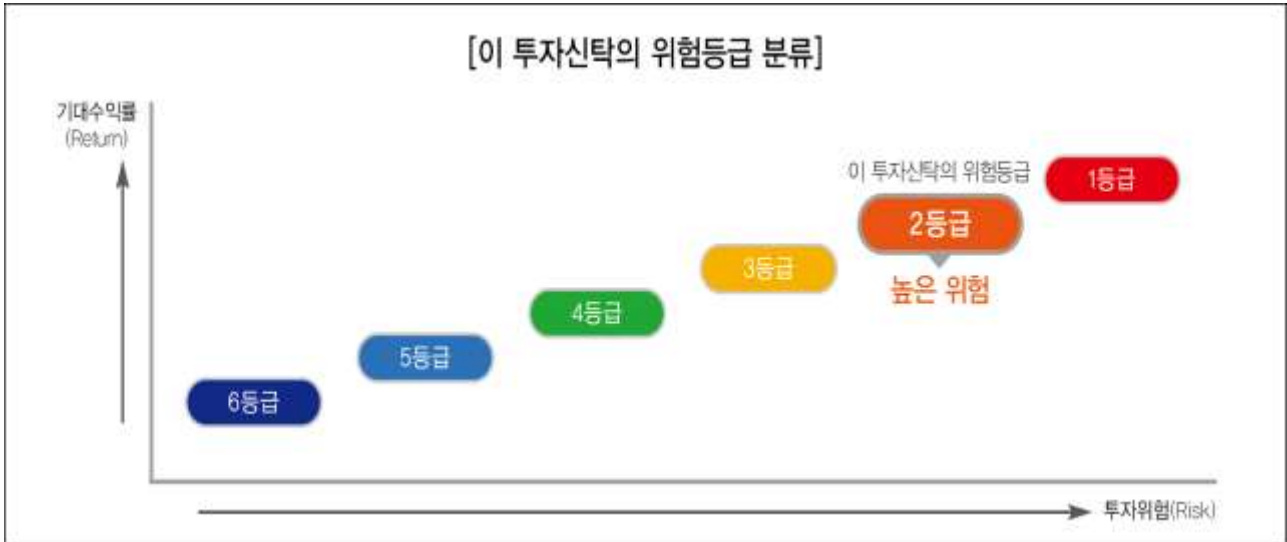 [이 투자신탁의 위험등급 분류]
기대수익률
(Return)
이 투자신탁의 위험등급
1등급
2등급
높은 위험
3등급
4등급
5등급
6등급
투자위험(Risk)